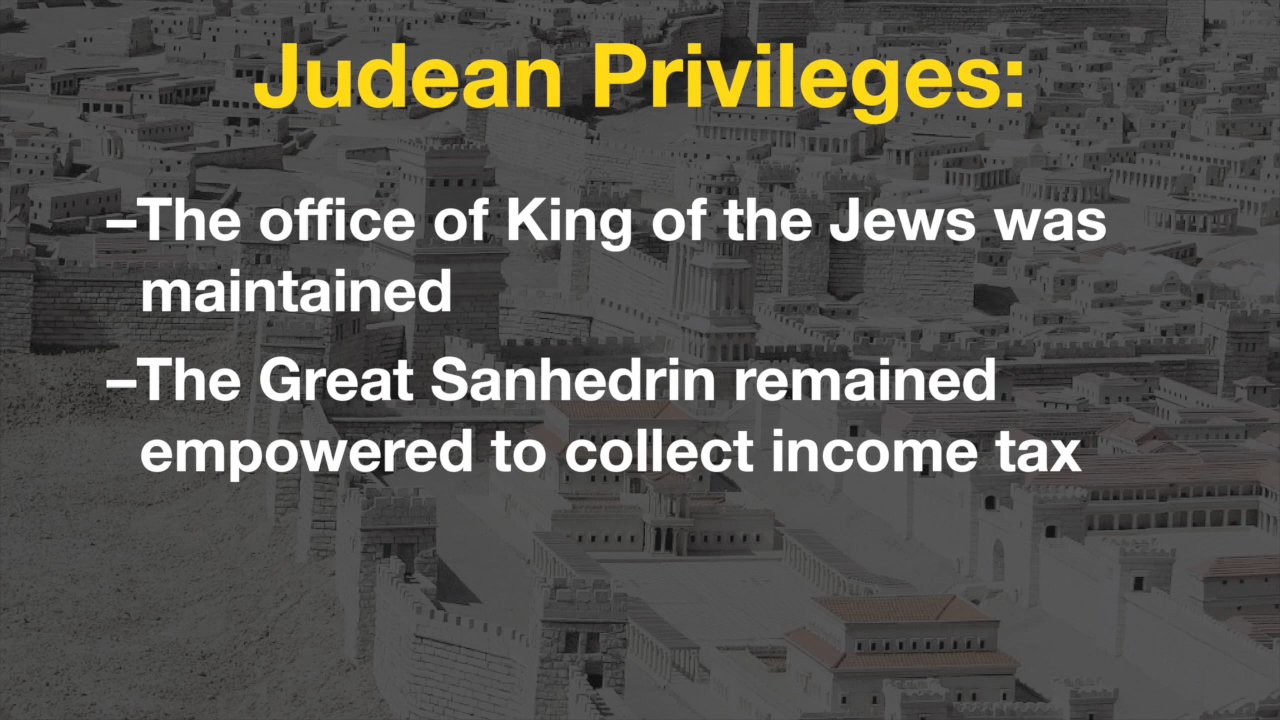 Judean Privileges:
–The office of King of the Jews was
maintained
–The Great Sanhedrin remained
empowered to collect income tax